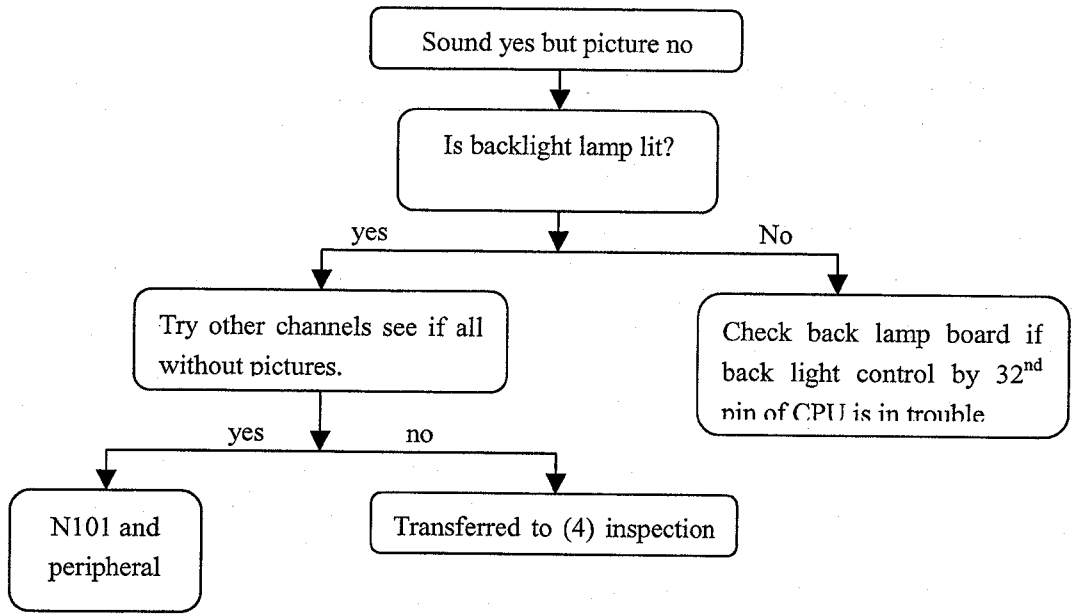 Sound yes but picture no
Is backlight lamp lit?
yes
No
Try other channels see if all
without pictures.
Check back lamp board if
back light control by 32nd
pin of CPU is in trouble
yes
no
N101 and
peripheral
Transferred to (4) inspection